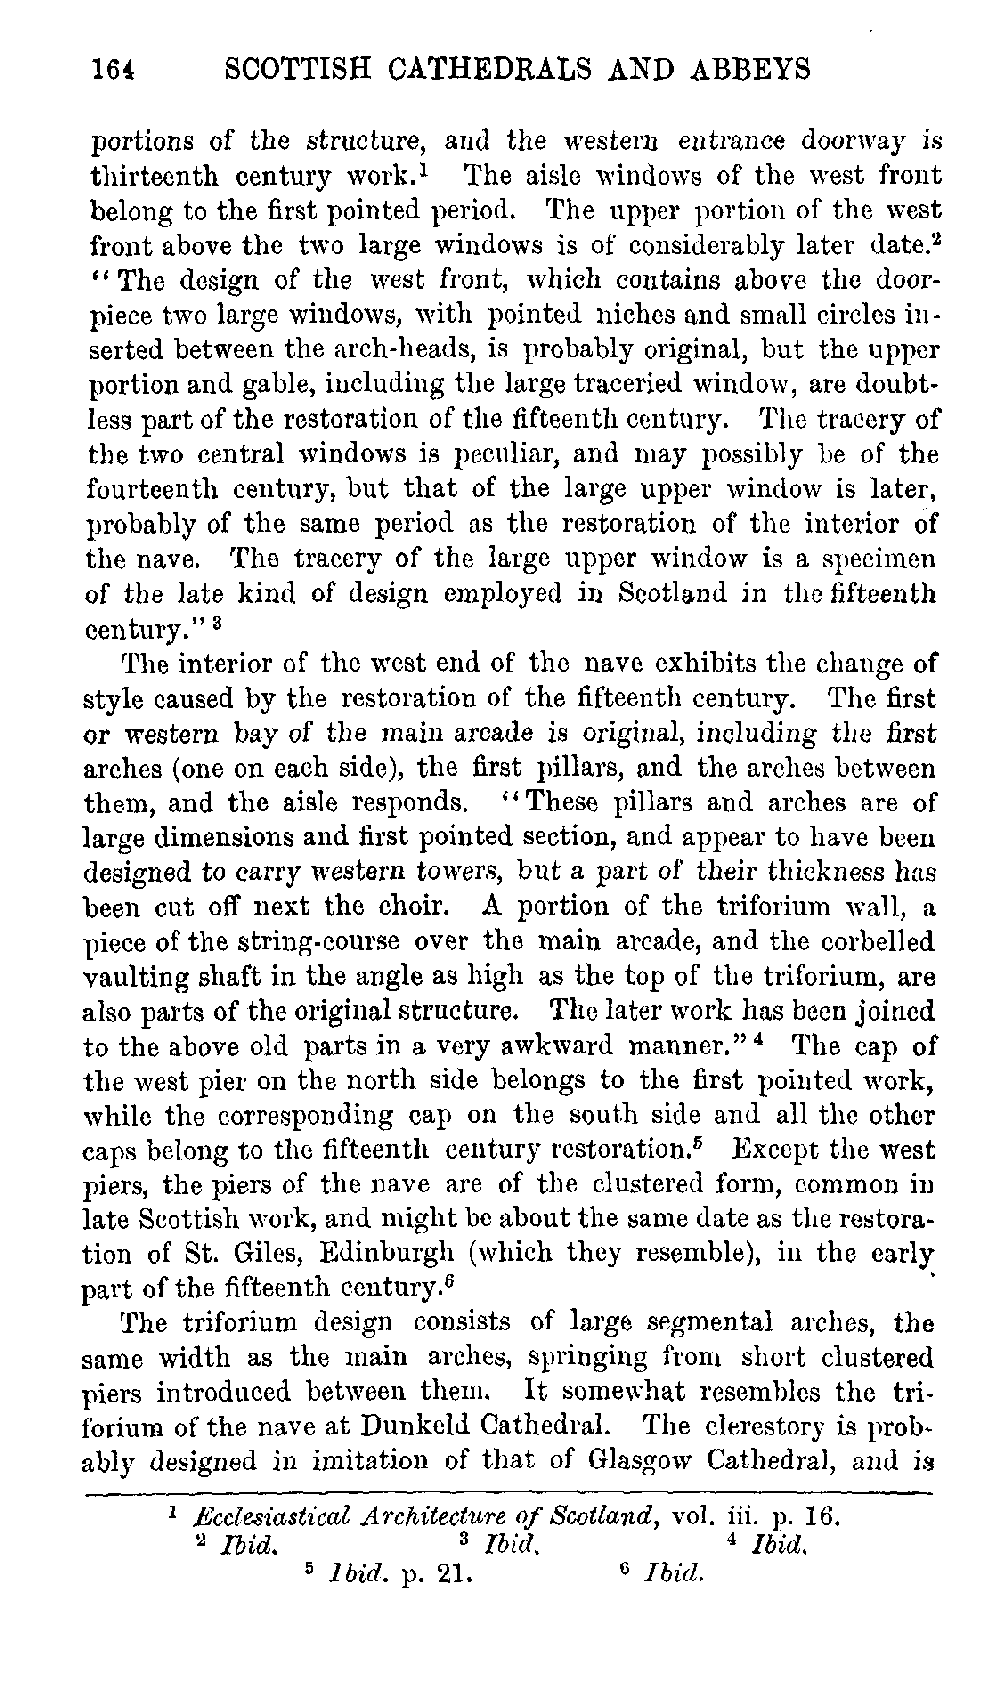 164 SCOTTISH CATHEDRALS AND ABBEYS
portions of the structure, and the western entrance doorway is
thirteenth century work.¹ The aisle windows of the west front
belong to the first pointed period. The upper portion of the west
front above the two large windows is of considerably later date.²
“The design of the west front, which contains above the door-
piece two large windows, with pointed niches and small circles in-
serted between the arch-heads, is probably original, but the upper
portion and gable, including the large traceried window, are doubt-
less part of the restoration of the fifteenth century. The tracery of
the two central windows is peculiar, and may possibly be of the
fourteenth century, but that of the large upper window is later,
probably of the same period as the restoration of the interior of
the nave. The tracery of the large upper window is a specimen
of the late kind of design employed in Scotland in the fifteenth
century.”³
The interior of the west end of the nave exhibits the change of
style caused by the restoration of the fifteenth century. The first
or western bay of the main arcade is original, including the first
arches (one on each side), the first pillars, and the arches between
them, and the aisle responds. “These pillars and arches are of
large dimensions and first pointed section, and appear to have been
designed to carry western towers, but a part of their thickness has
been cut off next the choir. A portion of the triforium wall, a
piece of the string-course over the main arcade, and the corbelled
vaulting shaft in the angle as high as the top of the triforium, are
also parts of the original structure. The later work has been joined
to the above old parts in a very awkward manner.”⁴ The cap of
the west pier on the north side belongs to the first pointed work,
while the corresponding cap on the south side and all the other
caps belong to the fifteenth century restoration.⁵ Except the west
piers, the piers of the nave are of the clustered form, common in
late Scottish work, and might be about the same date as the restora-
tion of St. Giles, Edinburgh (which they resemble), in the early
part of the fifteenth century.⁶
The triforium design consists of large segmental arches, the
same width as the main arches, springing from short clustered
piers introduced between them. It somewhat resembles the tri-
forium of the nave at Dunkeld Cathedral. The clerestory is prob-
ably designed in imitation of that of Glasgow Cathedral, and is
¹ Ecclesiastical Architecture of Scotland, vol. iii. p. 16.
² Ibid. ³ Ibid. ⁴ Ibid.
⁵ Ibid. p. 21. ⁶ Ibid.